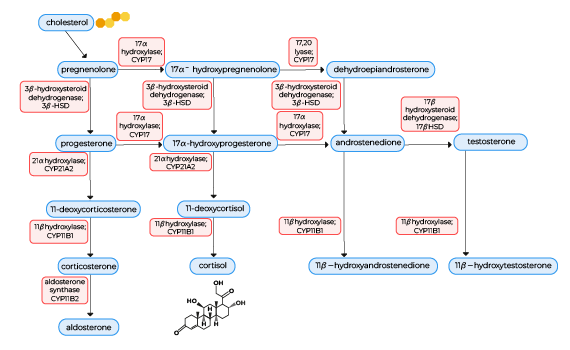 cholesterol
17α
hydroxylase;
CYP17
17,20
lyase;
CYP17
pregnenolone
17α⁻ hydroxypregnenolone
dehydroepiandrosterone
3β-hydroxysteroid
dehydrogenase;
3β-HSD
3β-hydroxysteroid
dehydrogenase;
3β-HSD
3β-hydroxysteroid
dehydrogenase;
3β-HSD
17β
hydroxysteroid
dehydrogenase;
17βHSD
17α
hydroxylase;
CYP17
17α
hydroxylase;
CYP17
progesterone
17α-hydroxyprogesterone
androstenedione
testosterone
21α hydroxylase;
CYP21A2
21α hydroxylase;
CYP21A2
11-deoxycorticosterone
11-deoxycortisol
11β hydroxylase;
CYP11B1
11β hydroxylase;
CYP11B1
11β hydroxylase;
CYP11B1
11β hydroxylase;
CYP11B1
corticosterone
cortisol
11β–hydroxyandrostenedione
11β–hydroxytestosterone
aldosterone
synthase
CYP11B2
aldosterone
OH
O
HO
OH
H
H
H
O